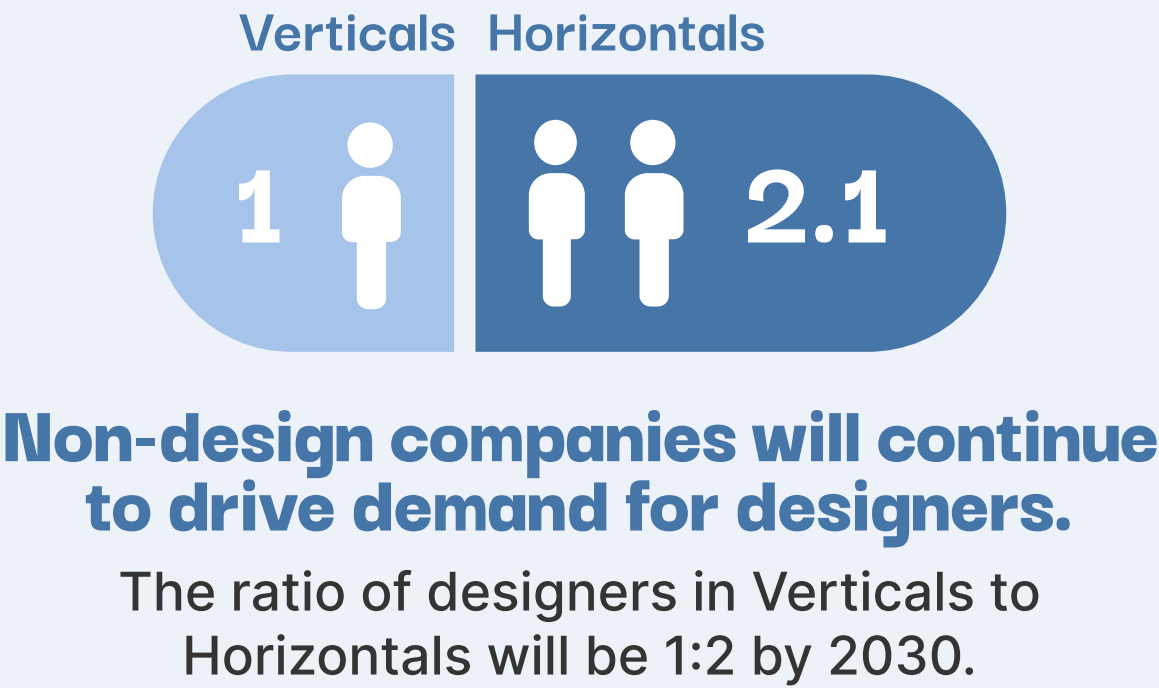 Verticals Horizontals
1 2.1
Non-design companies will continue
to drive demand for designers.
The ratio of designers in Verticals to
Horizontals will be 1:2 by 2030.